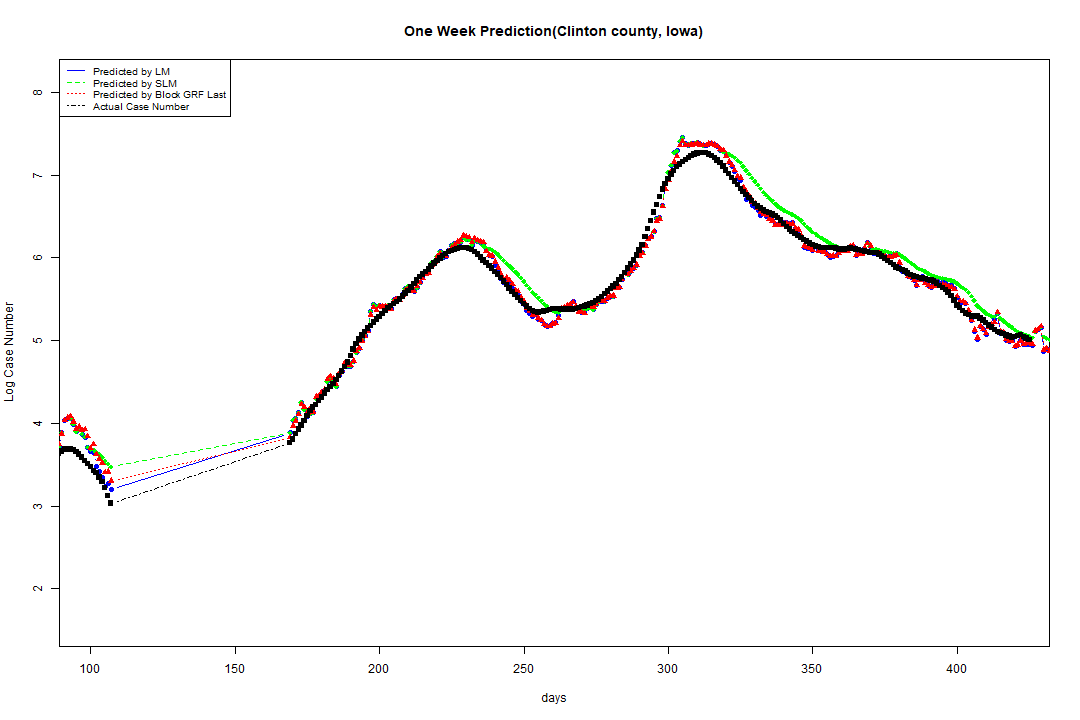 One Week Prediction(Clinton county, Iowa)
Predicted by LM
Predicted by SLM
Predicted by Block GRF Last
Actual Case Number
8
7
6
5
4
3
2
Log Case Number
100 150 200 250 300 350 400
days